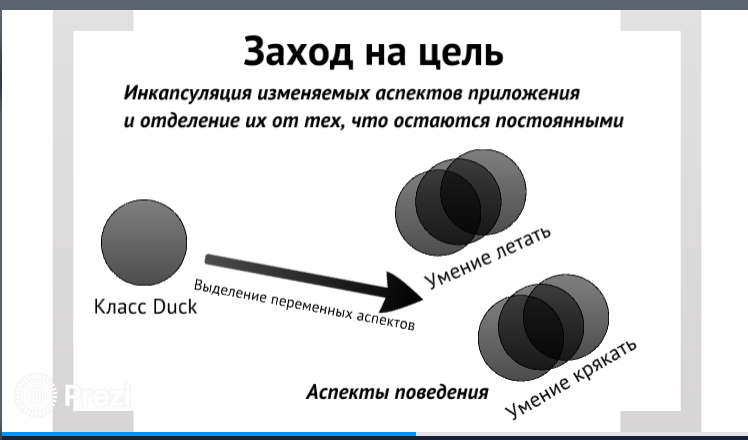 Заход на цель
Инкапсуляция изменяемых аспектов приложения
и отделение их от тех, что остаются постоянными
Умение летать
Выделение переменных аспектов
Класс Duck
Умение крякать
Аспекты поведения
Prezi